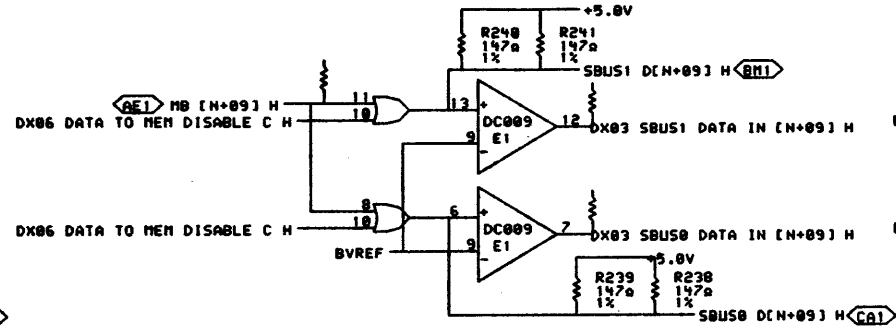 +5.0V
R240 R241
147Ω 147Ω
1% 1%
SBUS1 D[N+09] H BM1
AE1 MB [N+09] H
11
DX06 DATA TO MEM DISABLE C H
10
13 +
DC009
E1
12 DX03 SBUS1 DATA IN [N+09] H
9 -
8
DX06 DATA TO MEM DISABLE C H
10
6 +
DC009
E1
7 DX03 SBUS0 DATA IN [N+09] H
BVREF
9 -
+5.0V
R239 R238
147Ω 147Ω
1% 1%
SBUS0 D[N+09] H CA1